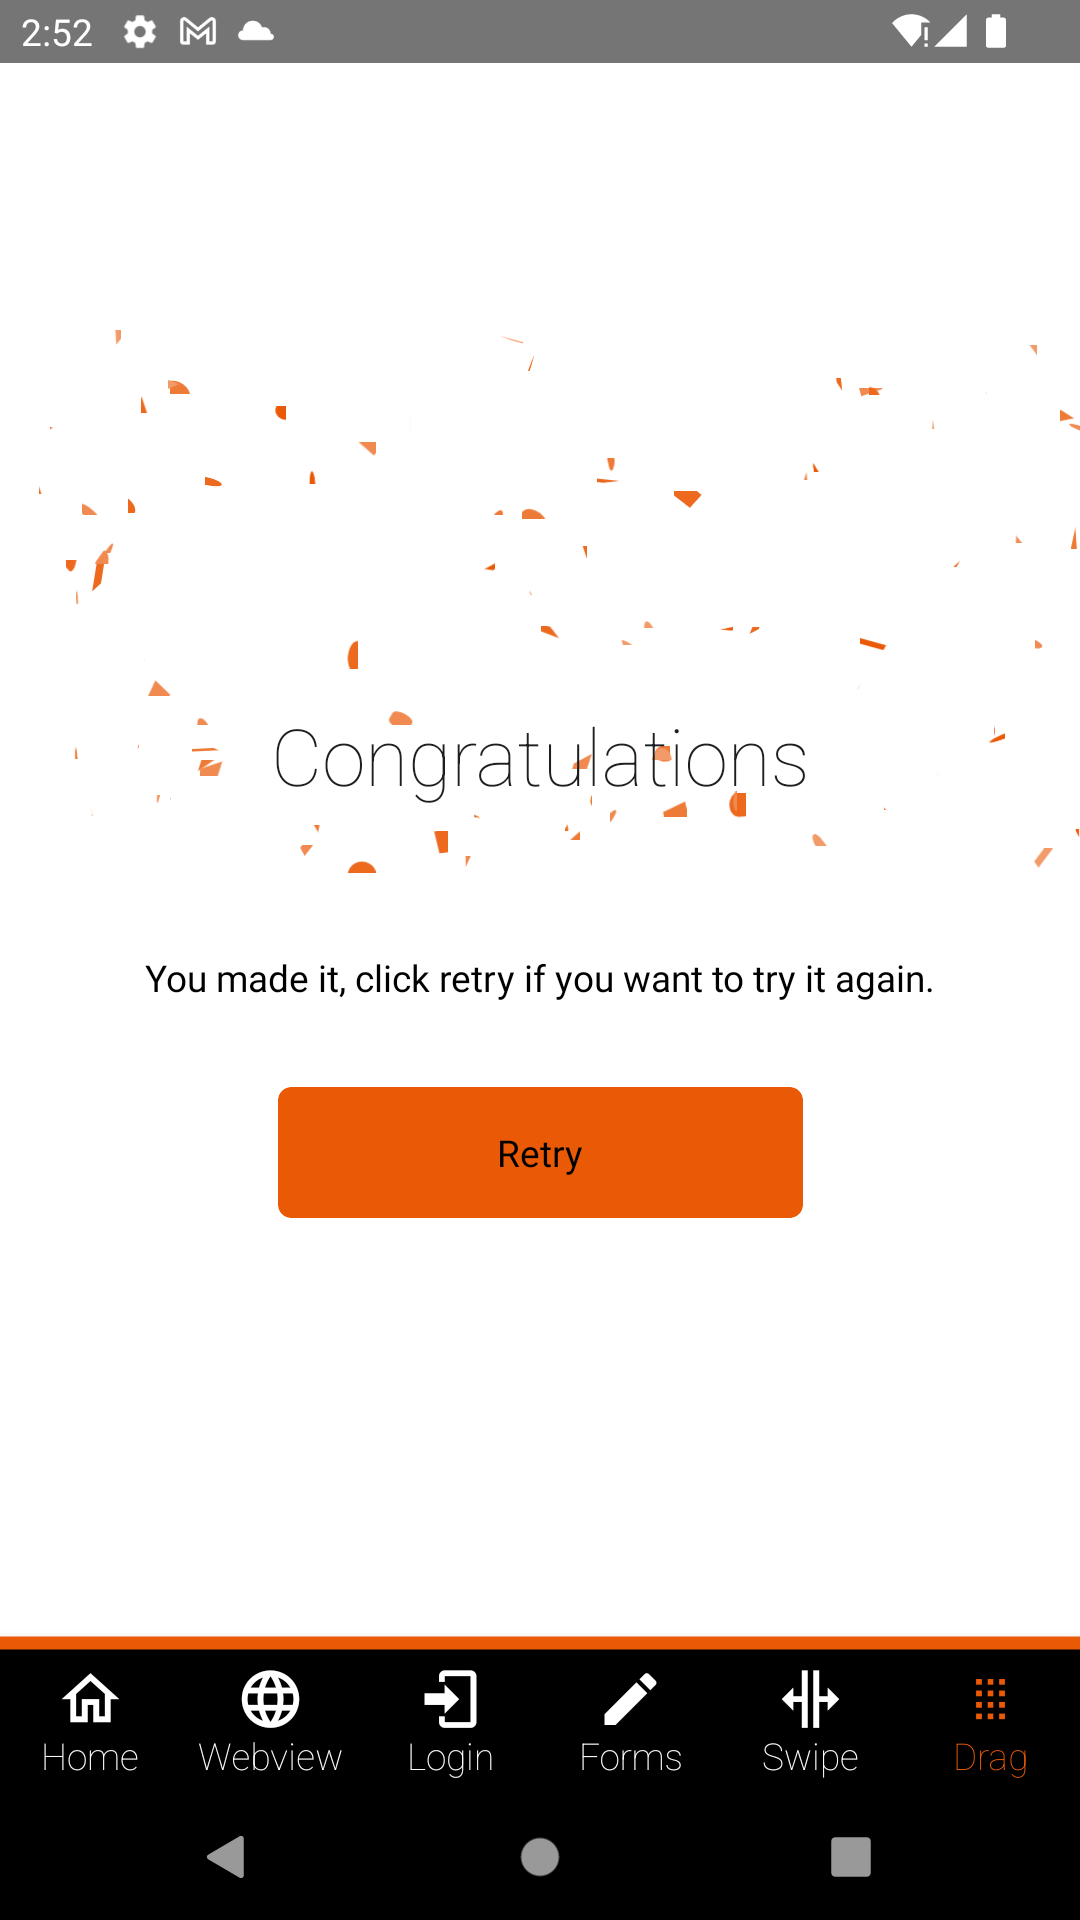 2:52
Congratulations
You made it, click retry if you want to try it again.
Retry
Home Webview Login Forms Swipe Drag